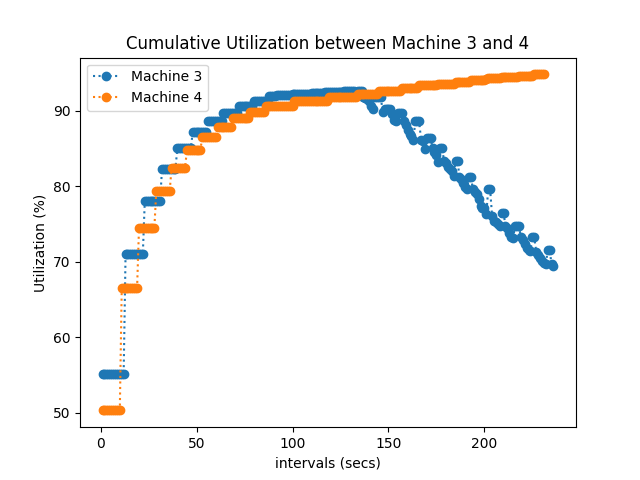 Cumulative Utilization between Machine 3 and 4
Machine 3
Machine 4
90
80
70
60
50
Utilization (%)
0
50
100
150
200
intervals (secs)